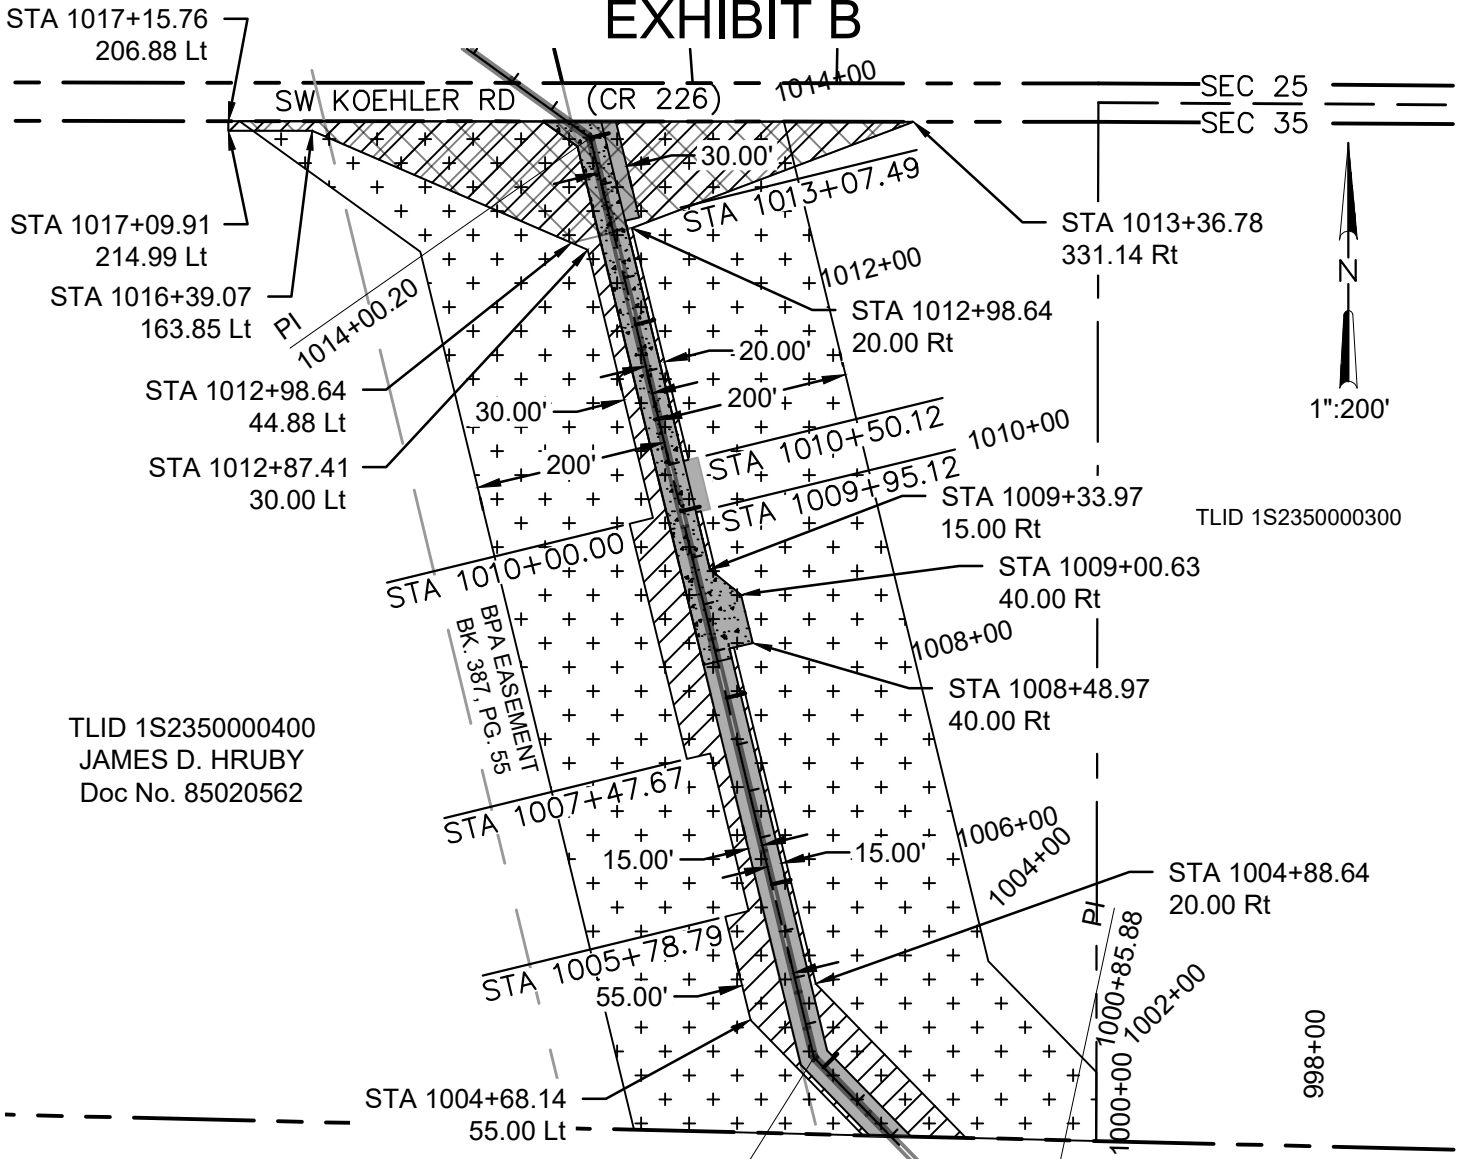 EXHIBIT B
STA 1017+15.76
206.88 Lt
1014+00
SEC 25
SW KOEHLER RD (CR 226)
SEC 35
30.00'
STA 1013+07.49
STA 1017+09.91
214.99 Lt
STA 1013+36.78
331.14 Rt
1012+00
N
STA 1016+39.07
163.85 Lt
PI
1014+00.20
STA 1012+98.64
20.00 Rt
20.00'
STA 1012+98.64
44.88 Lt
30.00'
200'
1":200'
STA 1010+50.12
1010+00
STA 1012+87.41
30.00 Lt
200'
STA 1009+95.12
STA 1009+33.97
15.00 Rt
TLID 1S2350000300
STA 1010+00.00
STA 1009+00.63
40.00 Rt
BPA EASEMENT
BK. 387, PG. 55
1008+00
STA 1008+48.97
40.00 Rt
TLID 1S2350000400
JAMES D. HRUBY
Doc No. 85020562
STA 1007+47.67
1006+00
15.00'
15.00'
1004+00
STA 1004+88.64
20.00 Rt
STA 1005+78.79
PI
1000+85.88
55.00'
1002+00
STA 1004+68.14
55.00 Lt
1000+00
998+00